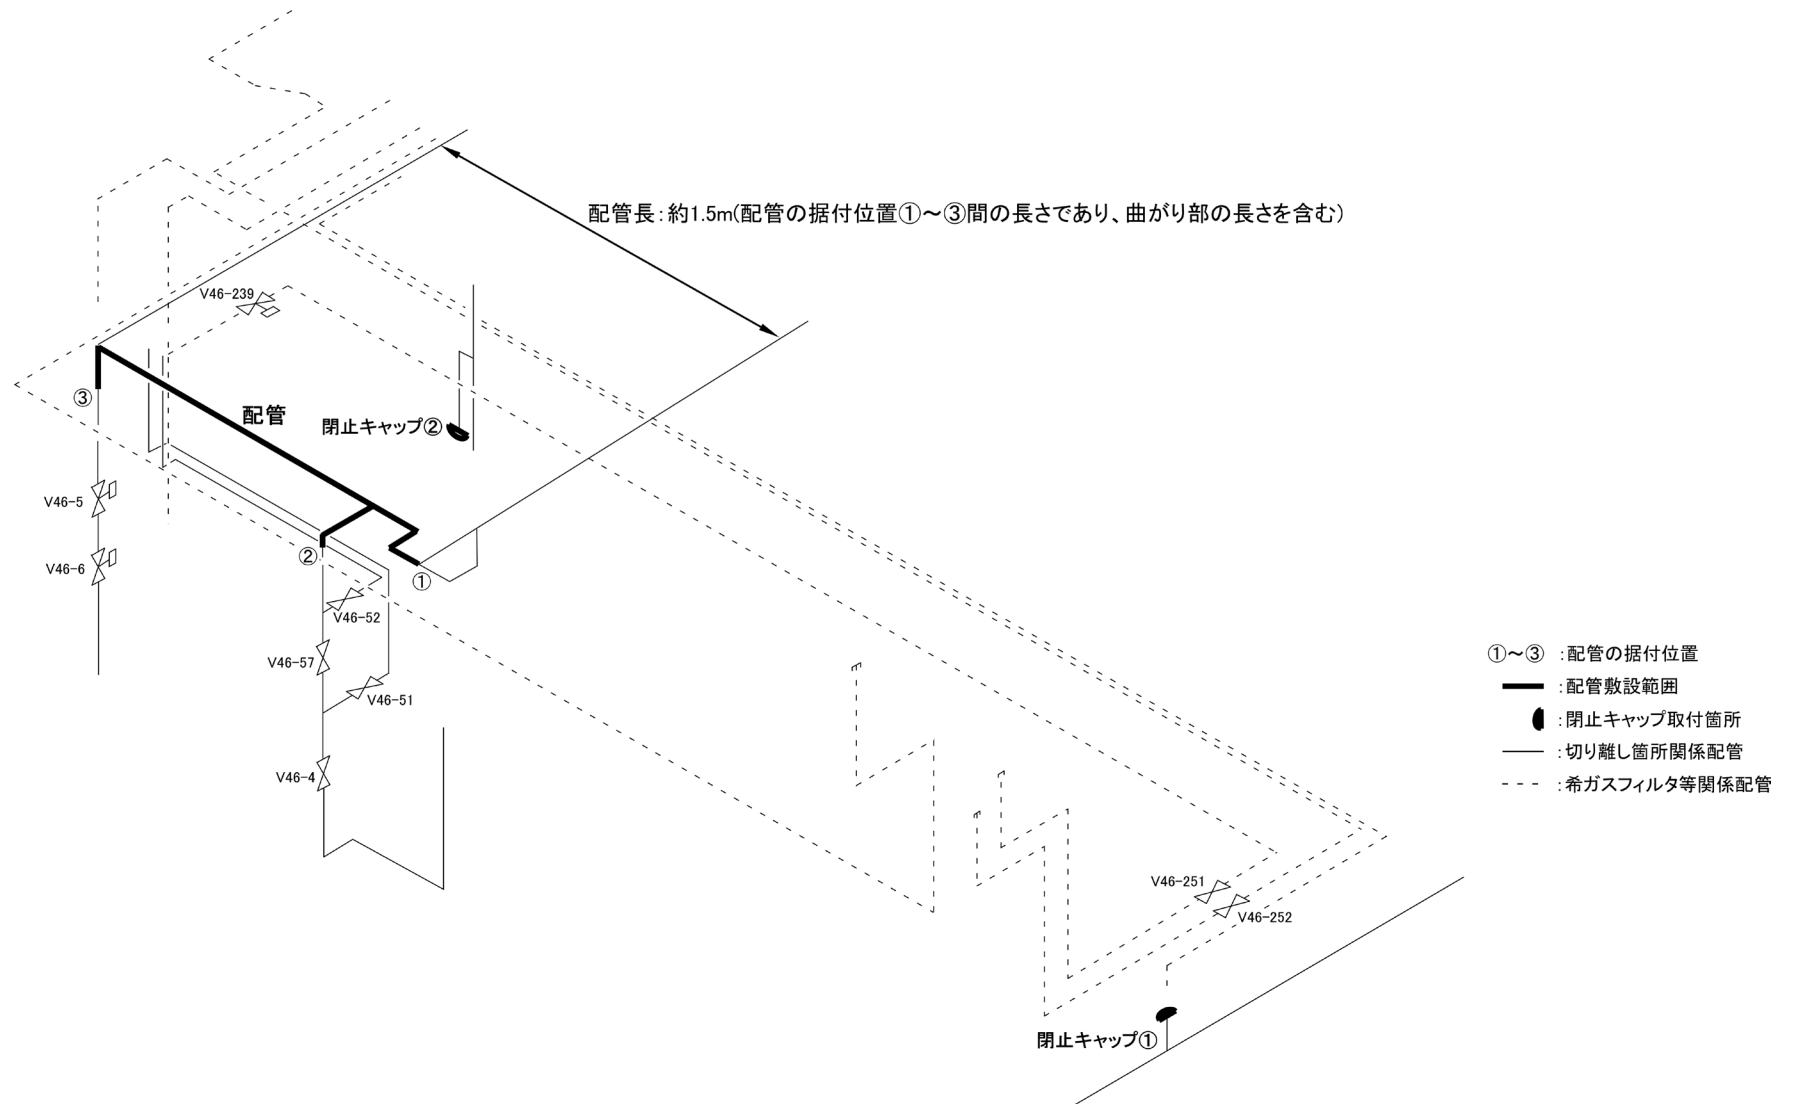 配管長：約1.5m(配管の据付位置①～③間の長さであり、曲がり部の長さを含む)
V46-239
③
配管
閉止キャップ②
V46-5
②
①
V46-6
V46-52
V46-57
V46-51
V46-4
①～③ ：配管の据付位置
：配管敷設範囲
：閉止キャップ取付箇所
：切り離し箇所関係配管
：希ガスフィルタ等関係配管
V46-251
V46-252
閉止キャップ①